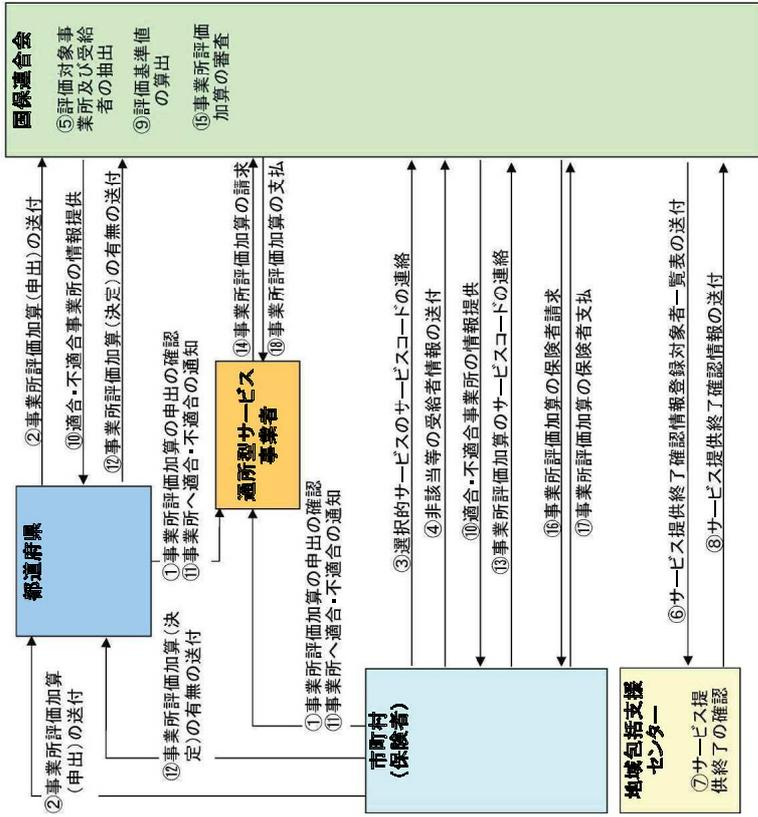 国保連合会
⑤評価対象事
業所及び受給
者の抽出
⑨評価基準値
の算出
⑮事業所評価
加算の審査
②事業所評価加算(申出)の送付
⑩適合・不適合事業所の情報提供
⑫事業所評価加算(決定)の有無の送付
都道府県
①事業所評価加算の申出の確認
⑪事業所へ適合・不適合の通知
⑭事業所評価加算の請求
⑱事業所評価加算の支払
通所型サービス
事業者
②事業所評価加算
(申出)の送付
⑫事業所評価加算(決
定)の有無の送付
①事業所評価加算の申出の確認
⑪事業所へ適合・不適合の通知
市町村
(保険者)
③選択的サービスのサービスコードの連絡
④非該当等の受給者情報の送付
⑩適合・不適合事業所の情報提供
⑬事業所評価加算のサービスコードの連絡
⑯事業所評価加算の保険者請求
⑰事業所評価加算の保険者支払
地域包括支援
センター
⑦サービス提
供終了の確認
⑥サービス提供終了確認情報登録対象者一覧表の送付
⑧サービス提供終了確認情報の送付